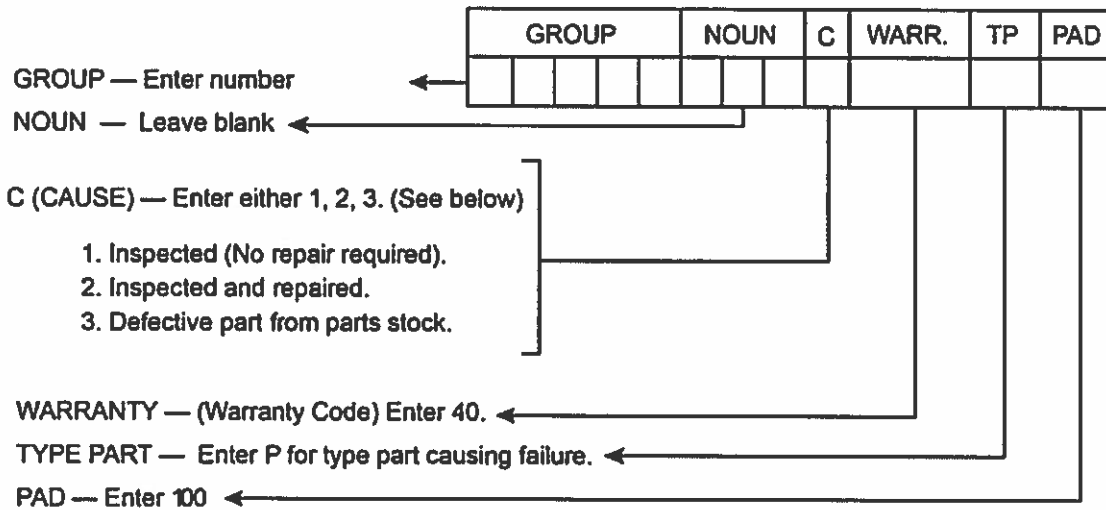 GROUP NOUN C WARR. TP PAD
GROUP — Enter number
NOUN — Leave blank
C (CAUSE) — Enter either 1, 2, 3. (See below)
1. Inspected (No repair required).
2. Inspected and repaired.
3. Defective part from parts stock.
WARRANTY — (Warranty Code) Enter 40.
TYPE PART — Enter P for type part causing failure.
PAD — Enter 100